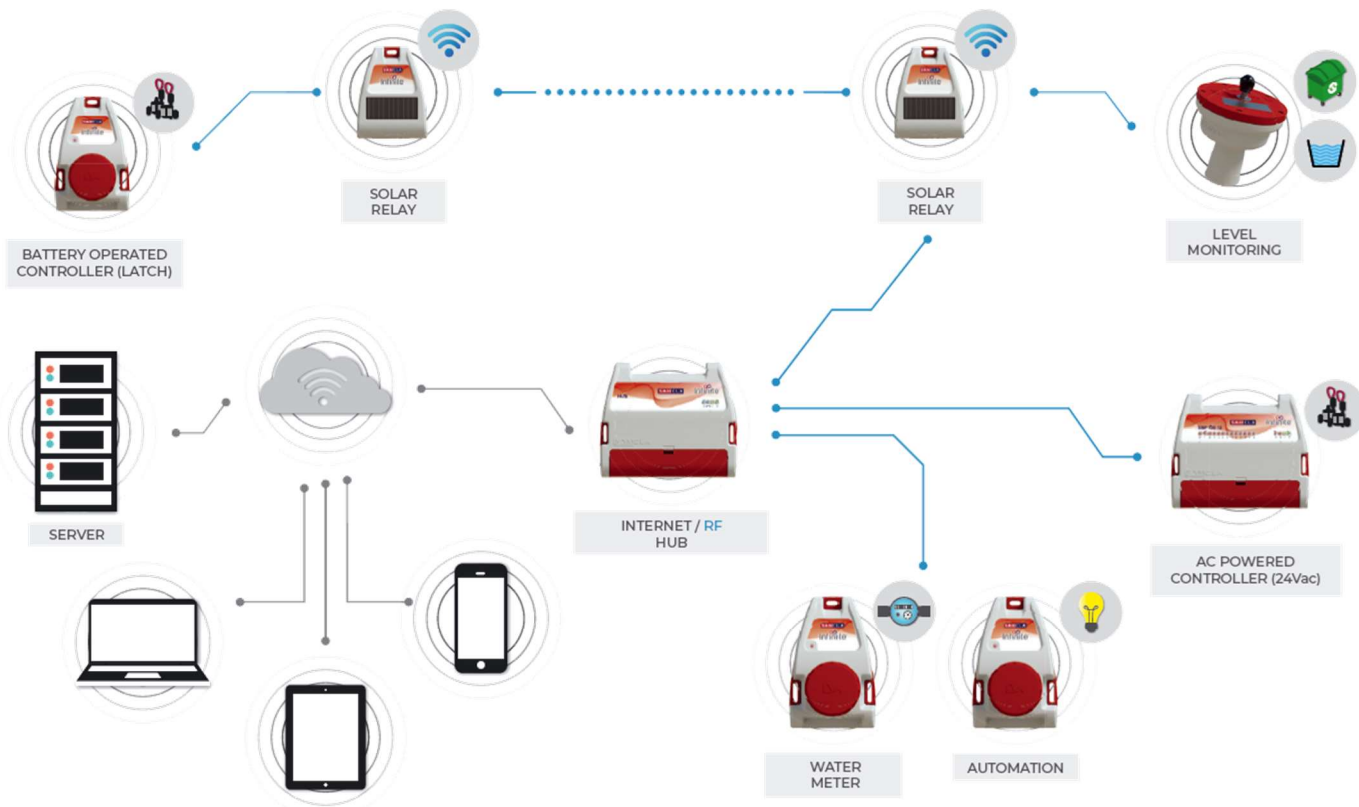 SOLAR
RELAY
SOLAR
RELAY
BATTERY OPERATED
CONTROLLER (LATCH)
LEVEL
MONITORING
SERVER
INTERNET / RF
HUB
AC POWERED
CONTROLLER (24Vac)
WATER
METER
AUTOMATION